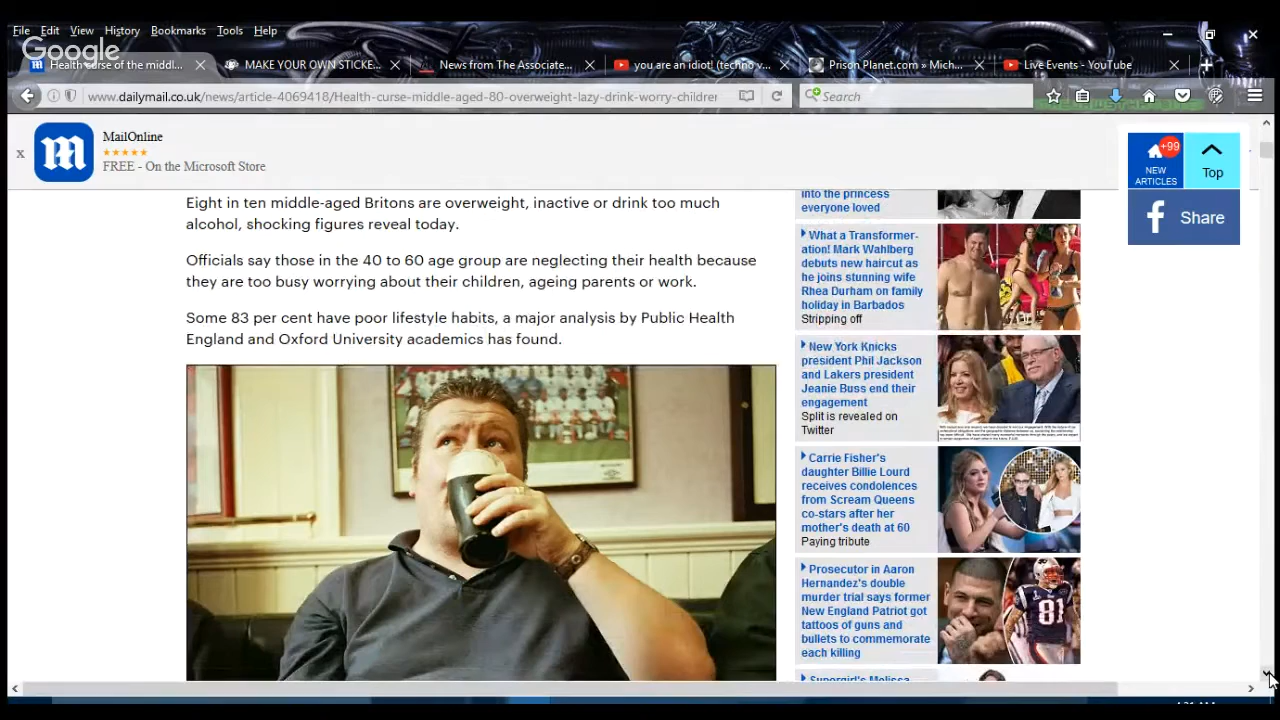 File Edit View History Bookmarks Tools Help
Google
Health curse of the middl...
MAKE YOUR OWN STICKE...
News from The Associate...
you are an idiot! (techno v...
Prison Planet.com » Mich...
Live Events - YouTube
www.dailymail.co.uk/news/article-4069418/Health-curse-middle-aged-80-overweight-lazy-drink-worry-children
Search
x
MailOnline
FREE - On the Microsoft Store
+99
NEW
ARTICLES
Top
Share
Eight in ten middle-aged Britons are overweight, inactive or drink too much
alcohol, shocking figures reveal today.
Officials say those in the 40 to 60 age group are neglecting their health because
they are too busy worrying about their children, ageing parents or work.
Some 83 per cent have poor lifestyle habits, a major analysis by Public Health
England and Oxford University academics has found.
into the princess
everyone loved
What a Transformer-
ation! Mark Wahlberg
debuts new haircut as
he joins stunning wife
Rhea Durham on family
holiday in Barbados
Stripping off
New York Knicks
president Phil Jackson
and Lakers president
Jeanie Buss end their
engagement
Split is revealed on
Twitter
Carrie Fisher's
daughter Billie Lourd
receives condolences
from Scream Queens
co-stars after her
mother's death at 60
Paying tribute
Prosecutor in Aaron
Hernandez's double
murder trial says former
New England Patriot got
tattoos of guns and
bullets to commemorate
each killing
81
Supergirl's Melissa